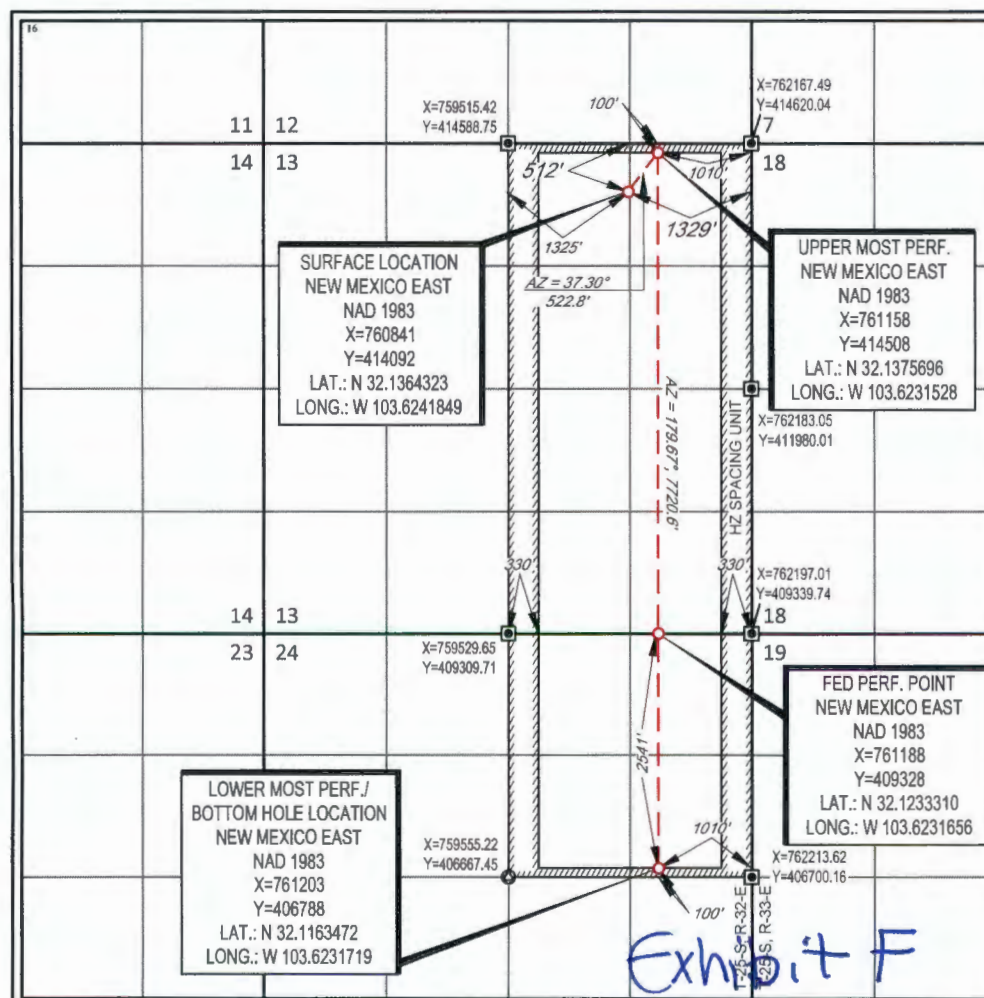 16
X=759515.42
Y=414588.75
100'
X=762167.49
Y=414620.04
11 12
7
14 13
18
512'
1010'
1325'
1329'
SURFACE LOCATION
NEW MEXICO EAST
NAD 1983
X=760841
Y=414092
LAT.: N 32.1364323
LONG.: W 103.6241849
AZ = 37.30°
522.8'
UPPER MOST PERF.
NEW MEXICO EAST
NAD 1983
X=761158
Y=414508
LAT.: N 32.1375696
LONG.: W 103.6231528
AZ = 179.67°, 7720.6'
HZ SPACING UNIT
X=762183.05
Y=411980.01
330'
330'
X=762197.01
Y=409339.74
14 13
18
23 24
19
X=759529.65
Y=409309.71
2541'
FED PERF. POINT
NEW MEXICO EAST
NAD 1983
X=761188
Y=409328
LAT.: N 32.1233310
LONG.: W 103.6231656
LOWER MOST PERF./
BOTTOM HOLE LOCATION
NEW MEXICO EAST
NAD 1983
X=761203
Y=406788
LAT.: N 32.1163472
LONG.: W 103.6231719
X=759555.22
Y=406667.45
1010'
X=762213.62
Y=406700.16
100'
T-25-S, R-32-E
T-25-S, R-33-E
Exhibit F